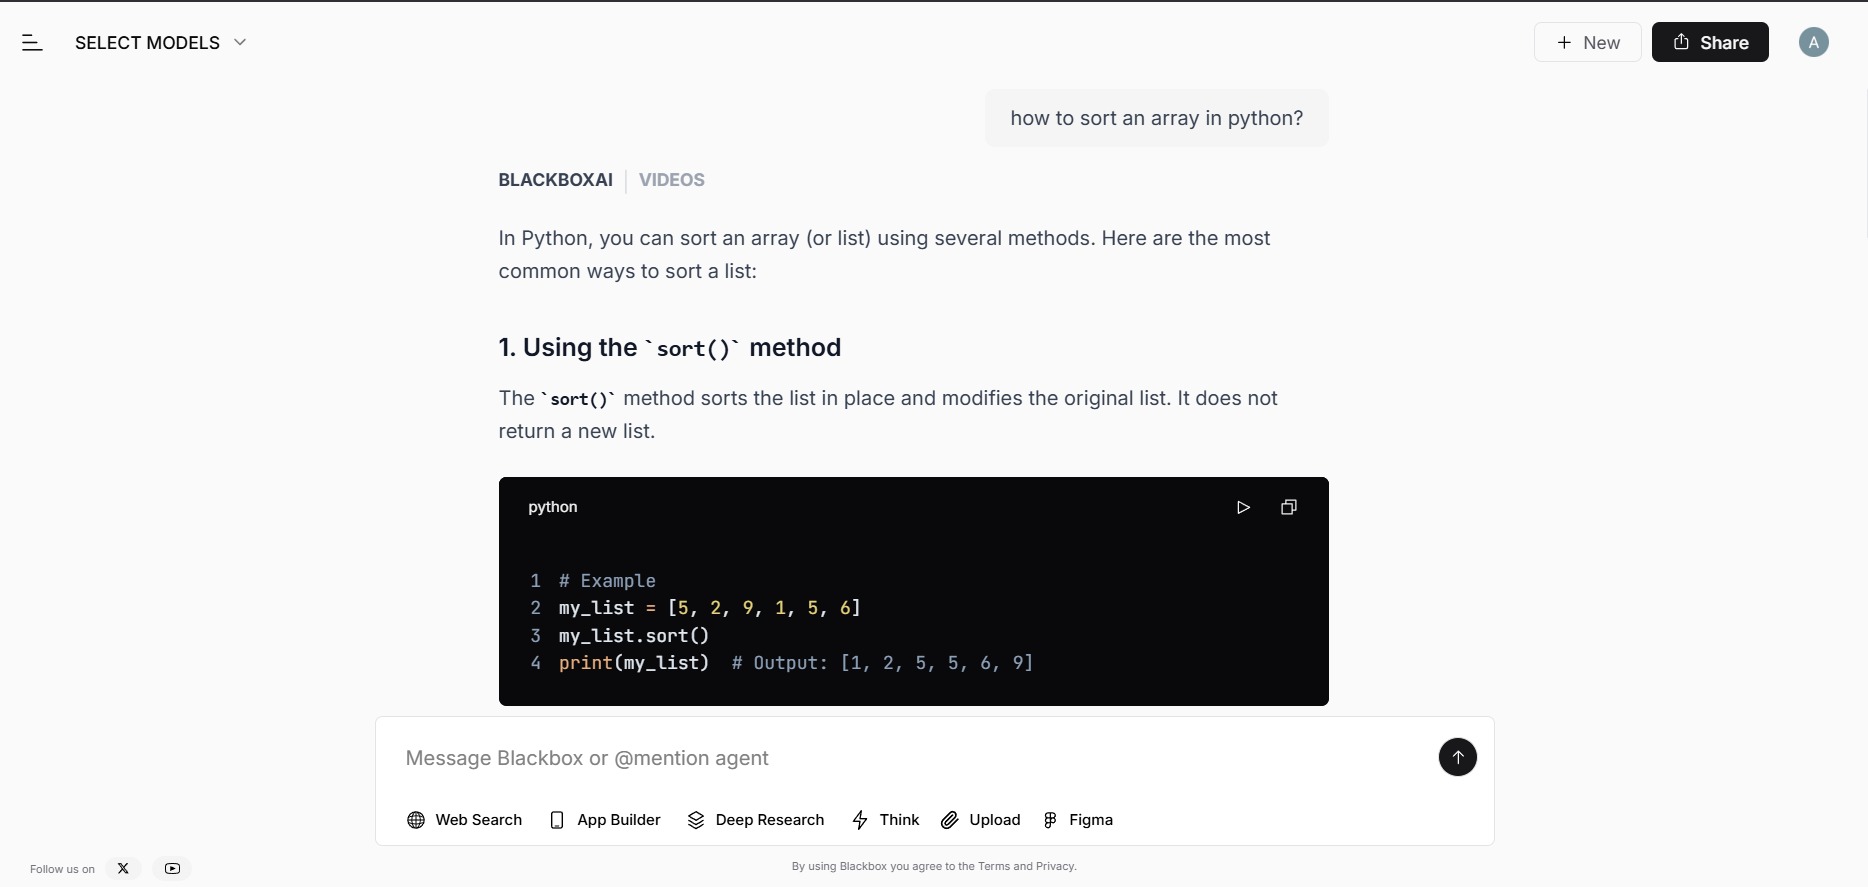 SELECT MODELS
New
Share
A
how to sort an array in python?
BLACKBOXAI | VIDEOS
In Python, you can sort an array (or list) using several methods. Here are the most
common ways to sort a list:
1. Using the `sort()` method
The `sort()` method sorts the list in place and modifies the original list. It does not
return a new list.
python
1 # Example
2 my_list = [5, 2, 9, 1, 5, 6]
3 my_list.sort()
4 print(my_list)  # Output: [1, 2, 5, 5, 6, 9]
Message Blackbox or @mention agent
Web Search
App Builder
Deep Research
Think
Upload
Figma
Follow us on
By using Blackbox you agree to the Terms and Privacy.